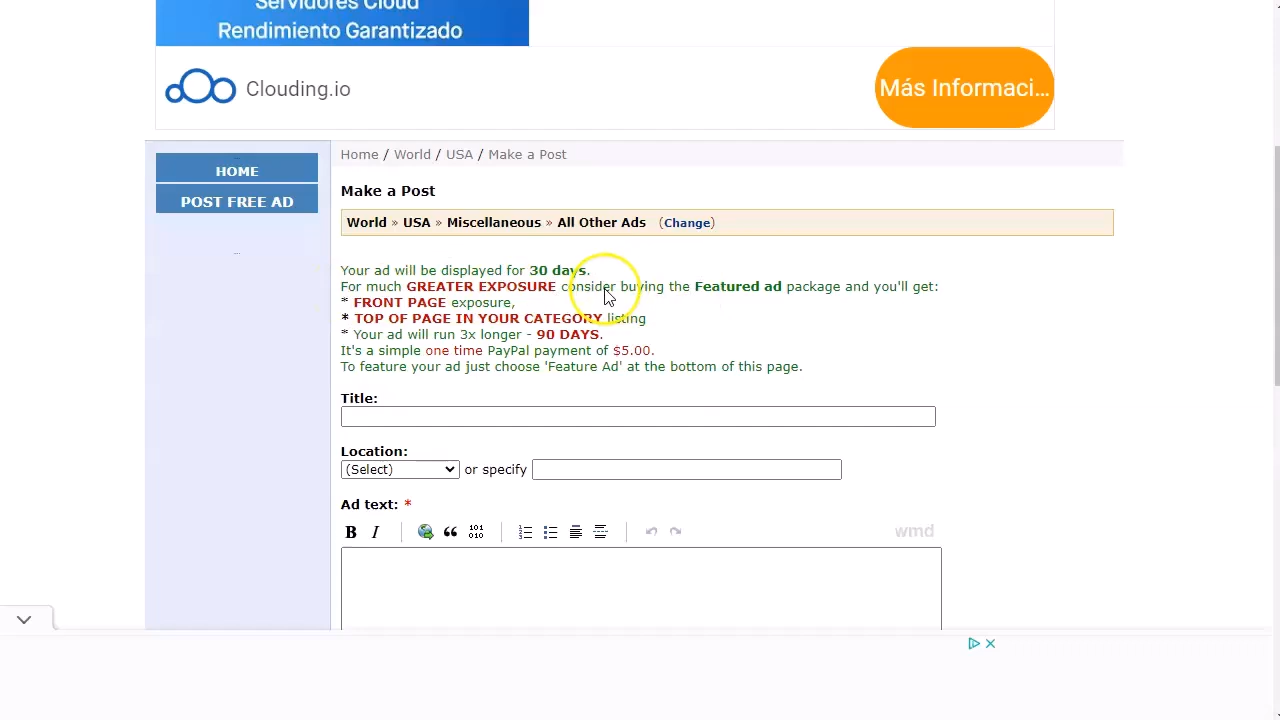 Servidores Cloud
Rendimiento Garantizado
Clouding.io
Más Informaci...
HOME
POST FREE AD
Home / World / USA / Make a Post
Make a Post
World » USA » Miscellaneous » All Other Ads (Change)
Your ad will be displayed for 30 days.
For much GREATER EXPOSURE consider buying the Featured ad package and you'll get:
* FRONT PAGE exposure,
* TOP OF PAGE IN YOUR CATEGORY listing
* Your ad will run 3x longer - 90 DAYS.
It's a simple one time PayPal payment of $5.00.
To feature your ad just choose 'Feature Ad' at the bottom of this page.
Title:
Location:
(Select) or specify
Ad text: *
B I wmd